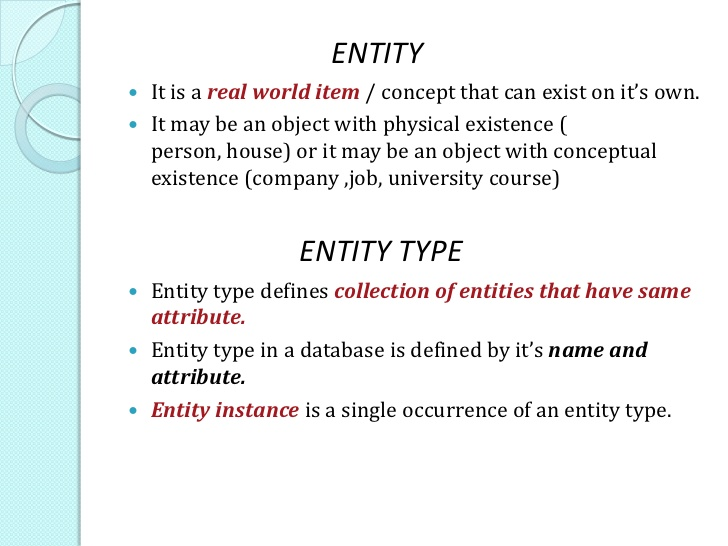 ENTITY
• It is a real world item / concept that can exist on it’s own.
• It may be an object with physical existence (
person, house) or it may be an object with conceptual
existence (company ,job, university course)
ENTITY TYPE
• Entity type defines collection of entities that have same
attribute.
• Entity type in a database is defined by it’s name and
attribute.
• Entity instance is a single occurrence of an entity type.